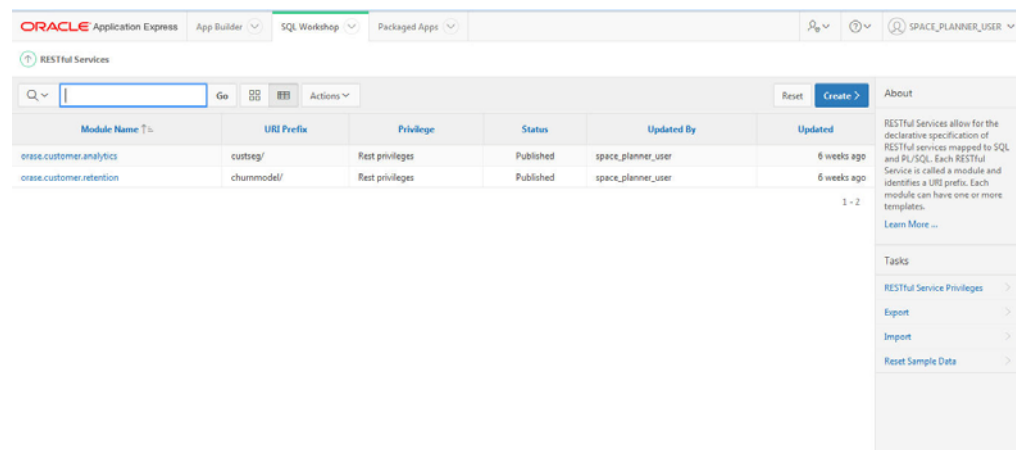 ORACLE Application Express App Builder SQL Workshop Packaged Apps SPACE_PLANNER_USER
RESTful Services
Go Actions Reset Create >
Module Name URI Prefix Privilege Status Updated By Updated
orase.customer.analytics custseg/ Rest privileges Published space_planner_user 6 weeks ago
orase.customer.retention churnmodel/ Rest privileges Published space_planner_user 6 weeks ago
1 - 2
About
RESTful Services allow for the
declarative specification of
RESTful services mapped to SQL
and PL/SQL. Each RESTful
Service is called a module and
identifies a URI prefix. Each
module can have one or more
templates.
Learn More ...
Tasks
RESTful Service Privileges
Export
Import
Reset Sample Data